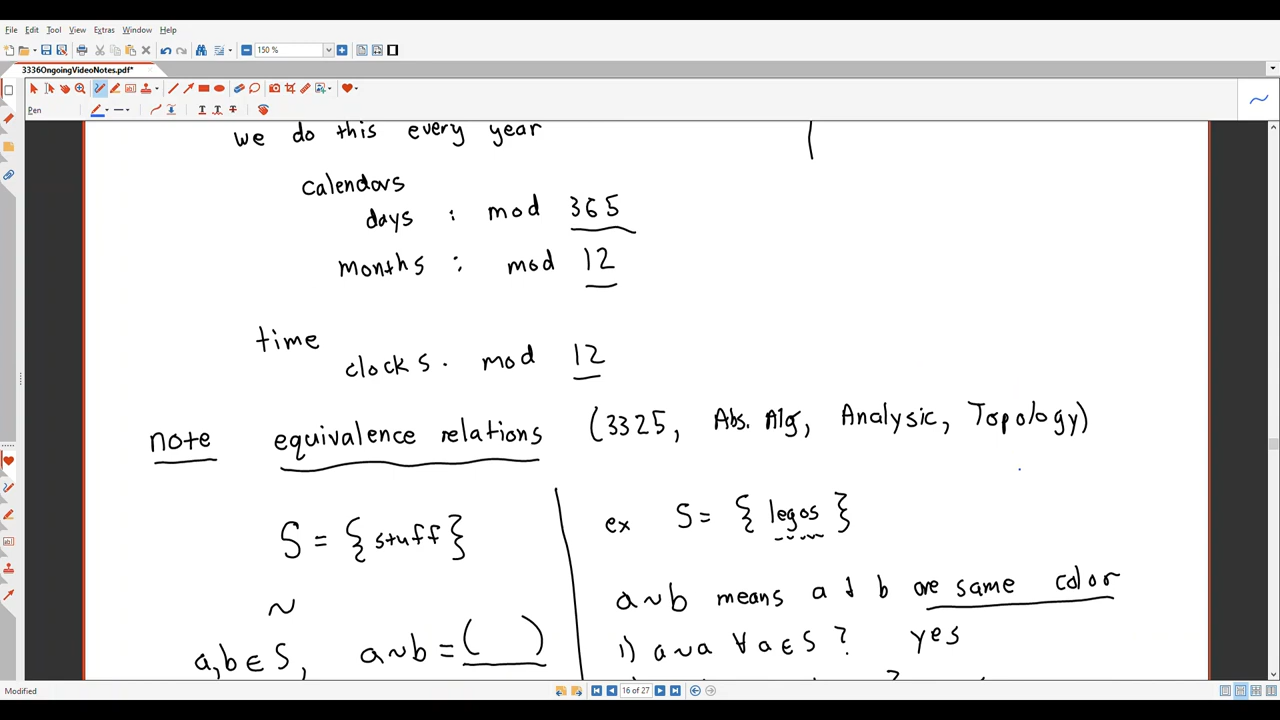 File Edit Tool View Extras Window Help
150 %
3336OngoingVideoNotes.pdf*
Pen
we do this every year
calendars
days : mod 365
months : mod 12
time
clocks. mod 12
note equivalence relations (3325, Abs. Alg, Analysic, Topology)
S = {stuff}
~
a,b ∈ S, a~b = ( )
ex S = {legos}
a~b means a & b are same color
1) a~a ∀a∈S ? yes
?
Modified
16 of 27